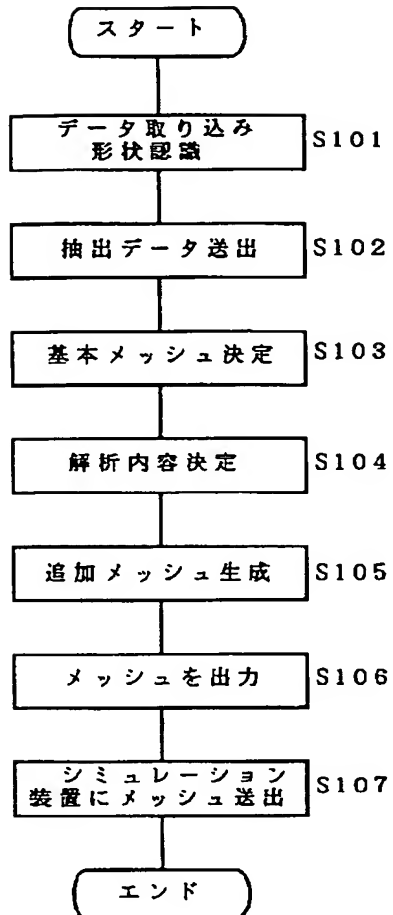 スタート
データ取り込み
形状認識
S101
抽出データ送出
S102
基本メッシュ決定
S103
解析内容決定
S104
追加メッシュ生成
S105
メッシュを出力
S106
シミュレーション
装置にメッシュ送出
S107
エンド